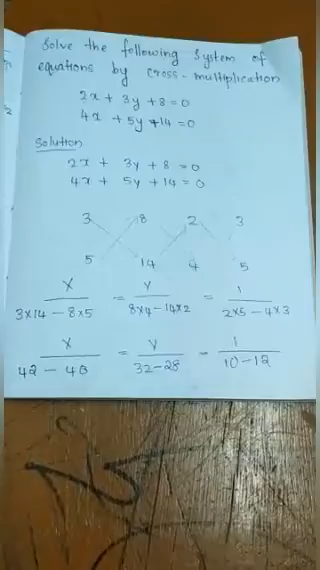 Solve the following system of
equations by cross-multiplication
2x + 3y + 8 = 0
4x + 5y + 14 = 0
Solution
2x + 3y + 8 = 0
4x + 5y + 14 = 0
3 8 2 3
5 14 4 5
x / 3×14 − 8×5 = y / 8×4 − 14×2 = 1 / 2×5 − 4×3
x / 42 − 40 = y / 32−28 = 1 / 10−12